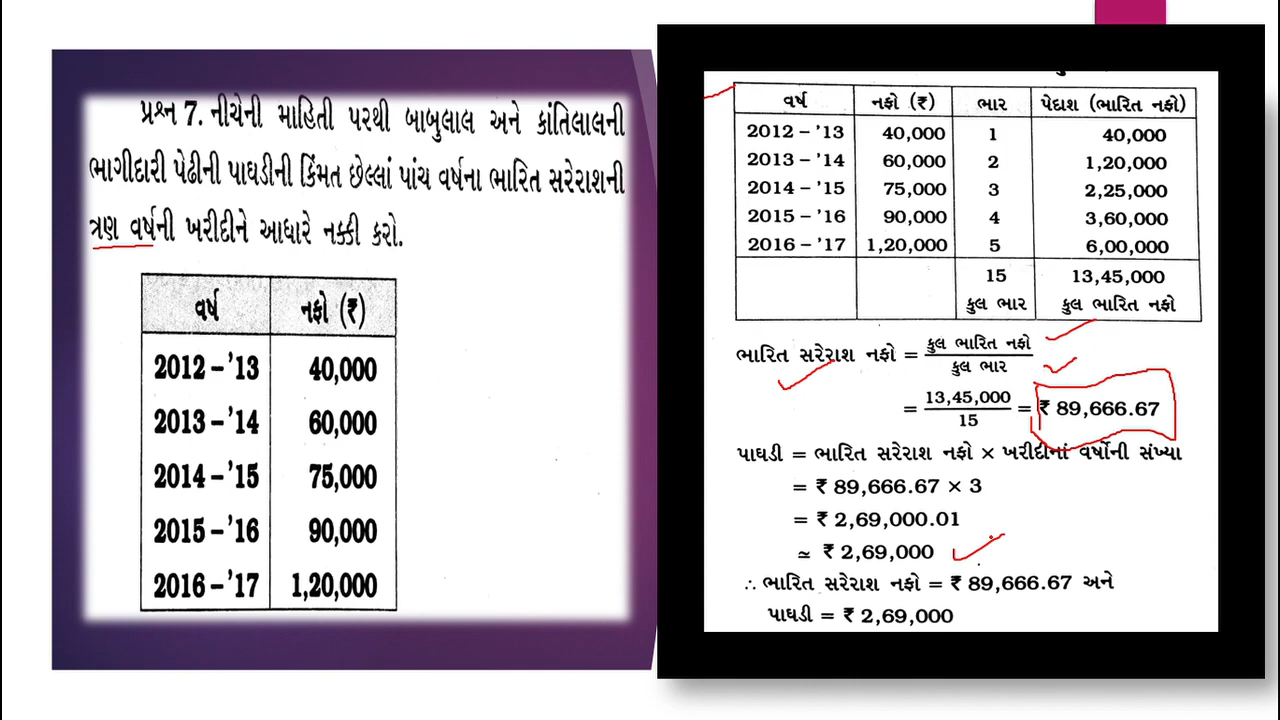 પ્રશ્ન 7. નીચેની માહિતી પરથી બાબુલાલ અને કાંતિલાલની
ભાગીદારી પેઢીની પાઘડીની કિંમત છેલ્લાં પાંચ વર્ષના ભારિત સરેરાશની
ત્રણ વર્ષની ખરીદીને આધારે નક્કી કરો.
વર્ષ નફો (₹)
2012 – '13 40,000
2013 – '14 60,000
2014 – '15 75,000
2015 – '16 90,000
2016 – '17 1,20,000
વર્ષ નફો (₹) ભાર પેદાશ (ભારિત નફો)
2012 – '13 40,000 1 40,000
2013 – '14 60,000 2 1,20,000
2014 – '15 75,000 3 2,25,000
2015 – '16 90,000 4 3,60,000
2016 – '17 1,20,000 5 6,00,000
15 13,45,000
કુલ ભાર કુલ ભારિત નફો
ભારિત સરેરાશ નફો = કુલ ભારિત નફો
કુલ ભાર
= 13,45,000
15
= ₹ 89,666.67
પાઘડી = ભારિત સરેરાશ નફો × ખરીદીનાં વર્ષોની સંખ્યા
= ₹ 89,666.67 × 3
= ₹ 2,69,000.01
≃ ₹ 2,69,000
∴ ભારિત સરેરાશ નફો = ₹ 89,666.67 અને
પાઘડી = ₹ 2,69,000